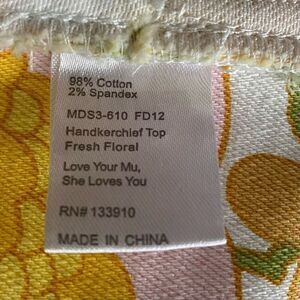 98% Cotton
2% Spandex
MDS3-610 FD12
Handkerchief Top
Fresh Floral
Love Your Mu,
She Loves You
RN# 133910
MADE IN CHINA